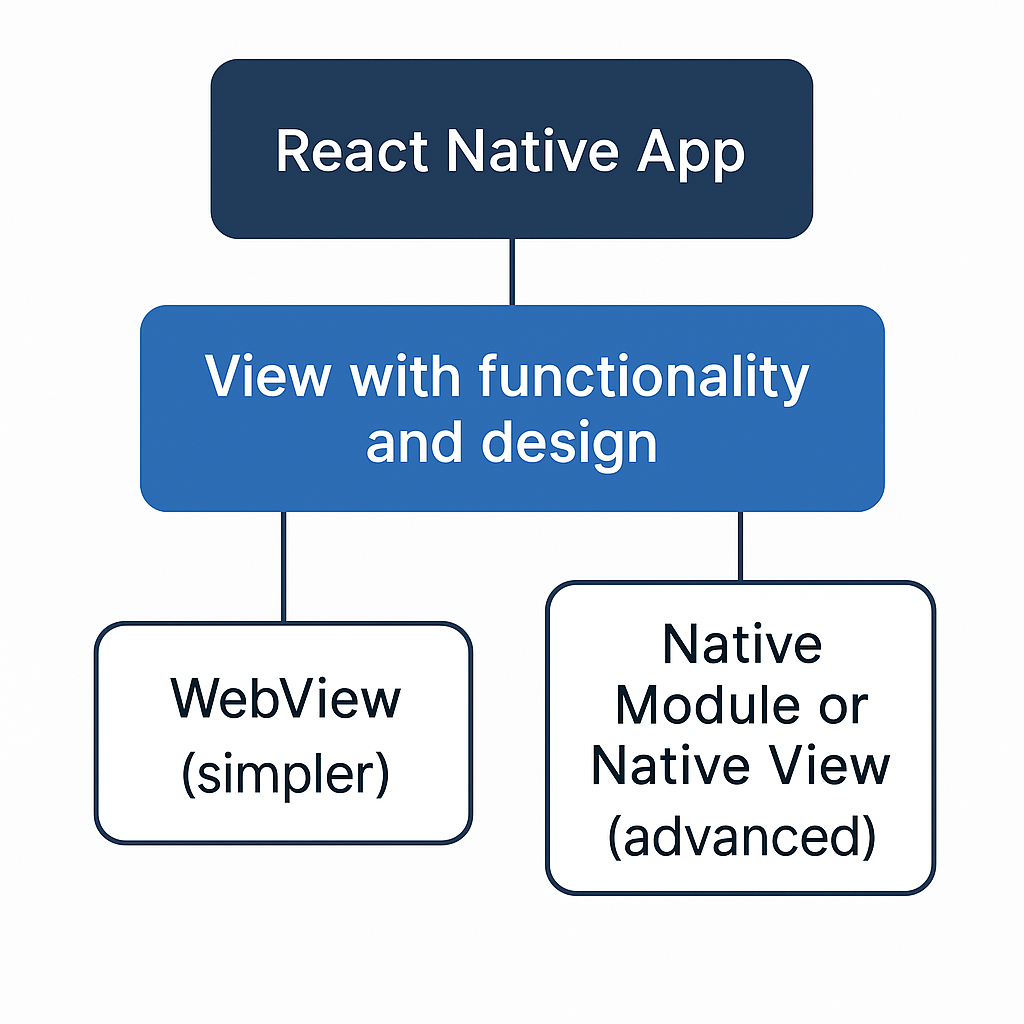 React Native App
View with functionality
and design
WebView
(simpler)
Native
Module or
Native View
(advanced)